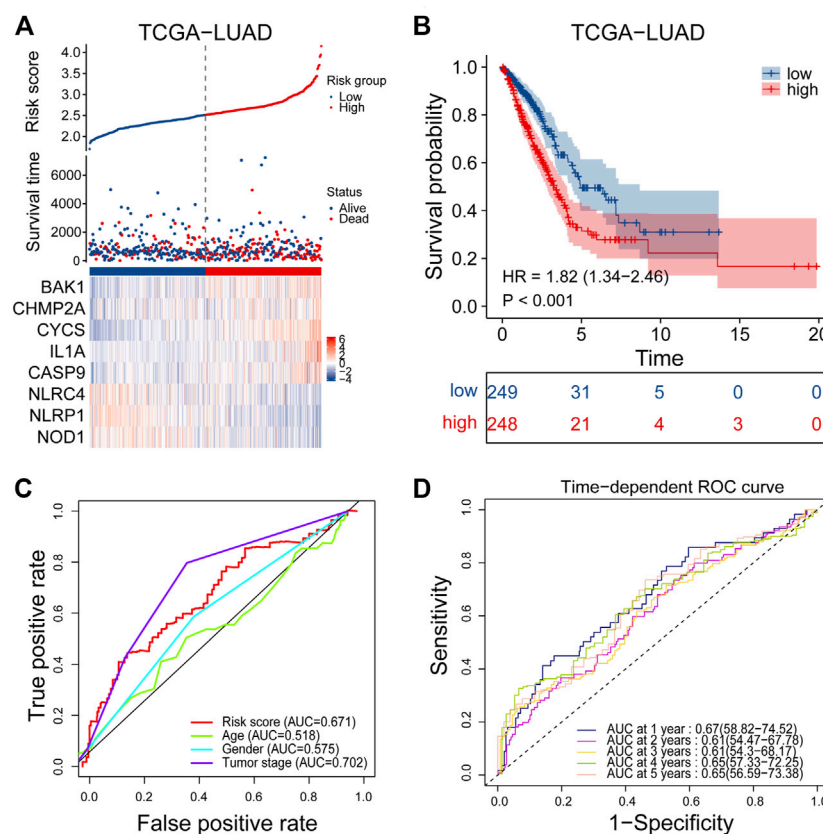 A
TCGA−LUAD
Risk score
4.0
3.5
3.0
2.5
2.0
Risk group
Low
High
Survival time
6000
4000
2000
0
Status
Alive
Dead
BAK1
CHMP2A
CYCS
IL1A
CASP9
NLRC4
NLRP1
NOD1
6
4
2
0
−2
−4
B
TCGA−LUAD
low
high
Survival probability
1.0
0.8
0.6
0.4
0.2
0.0
HR = 1.82 (1.34−2.46)
P < 0.001
0 5 10 15 20
Time
low 249 31 5 0 0
high 248 21 4 3 0
C
True positive rate
1.0
0.8
0.6
0.4
0.2
0.0
Risk score (AUC=0.671)
Age (AUC=0.518)
Gender (AUC=0.575)
Tumor stage (AUC=0.702)
0.0 0.2 0.4 0.6 0.8 1.0
False positive rate
D
Time−dependent ROC curve
Sensitivity
1.0
0.8
0.6
0.4
0.2
0.0
AUC at 1 year : 0.67(58.82−74.52)
AUC at 2 years : 0.61(54.47−67.78)
AUC at 3 years : 0.61(54.3−68.17)
AUC at 4 years : 0.65(57.33−72.25)
AUC at 5 years : 0.65(56.59−73.38)
0.0 0.2 0.4 0.6 0.8 1.0
1−Specificity